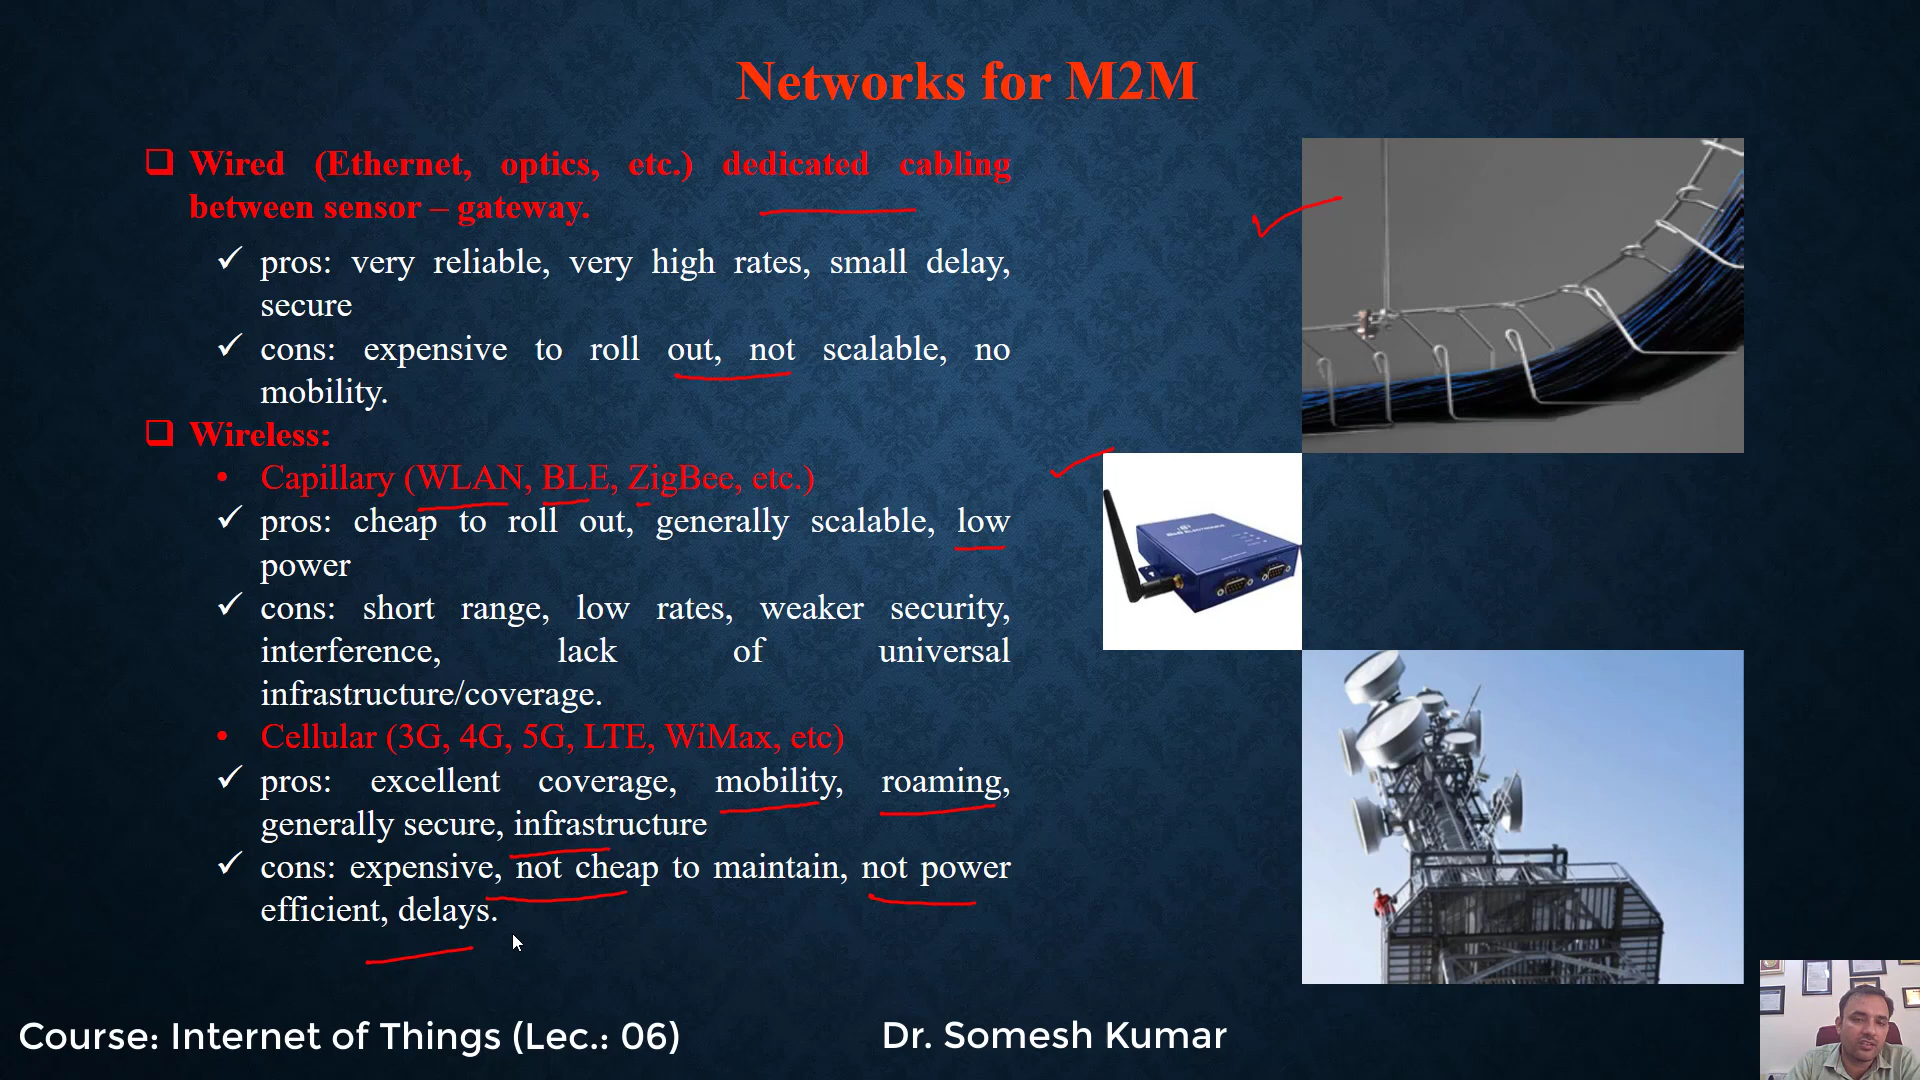 Networks for M2M
Wired (Ethernet, optics, etc.) dedicated cabling
between sensor – gateway.
pros: very reliable, very high rates, small delay,
secure
cons: expensive to roll out, not scalable, no
mobility.
Wireless:
• Capillary (WLAN, BLE, ZigBee, etc.)
pros: cheap to roll out, generally scalable, low
power
cons: short range, low rates, weaker security,
interference, lack of universal
infrastructure/coverage.
• Cellular (3G, 4G, 5G, LTE, WiMax, etc)
pros: excellent coverage, mobility, roaming,
generally secure, infrastructure
cons: expensive, not cheap to maintain, not power
efficient, delays.
Course: Internet of Things (Lec.: 06)
Dr. Somesh Kumar